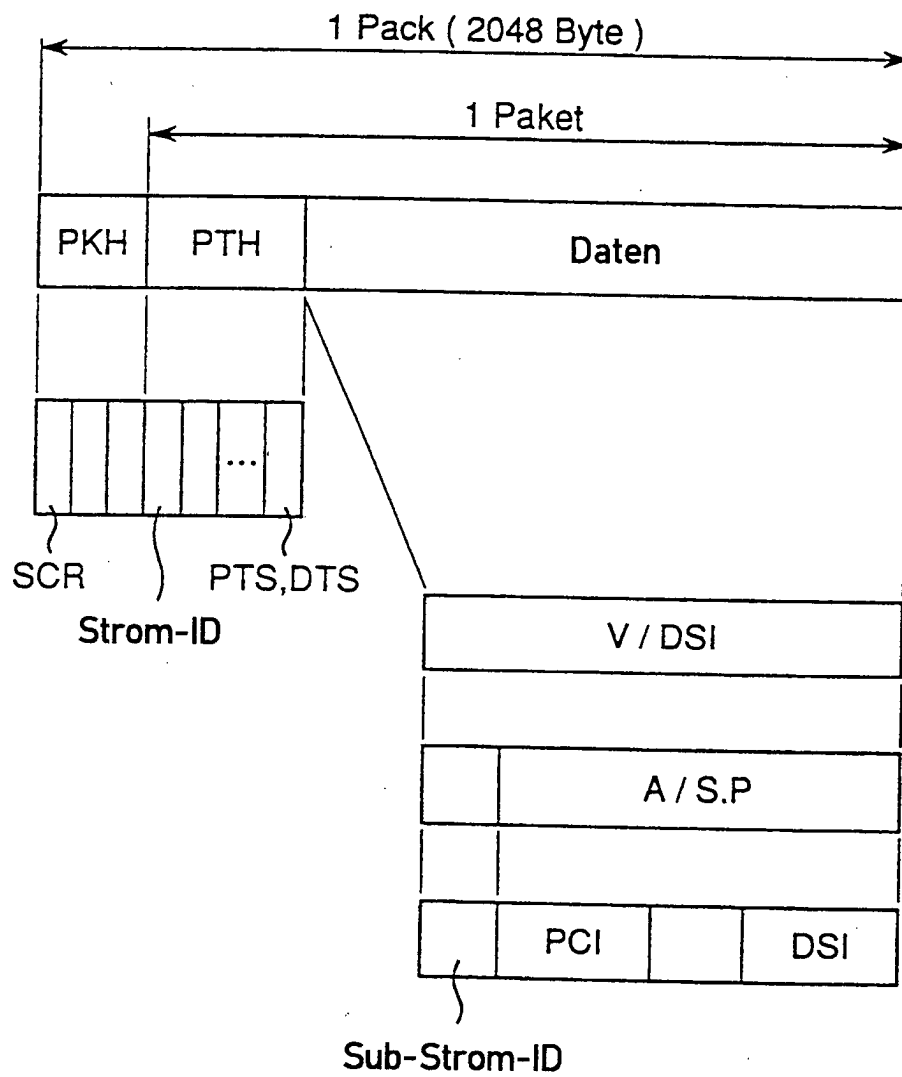 1 Pack ( 2048 Byte )
1 Paket
PKH PTH Daten
...
SCR PTS,DTS
Strom-ID
V / DSI
A / S.P
PCI DSI
Sub-Strom-ID